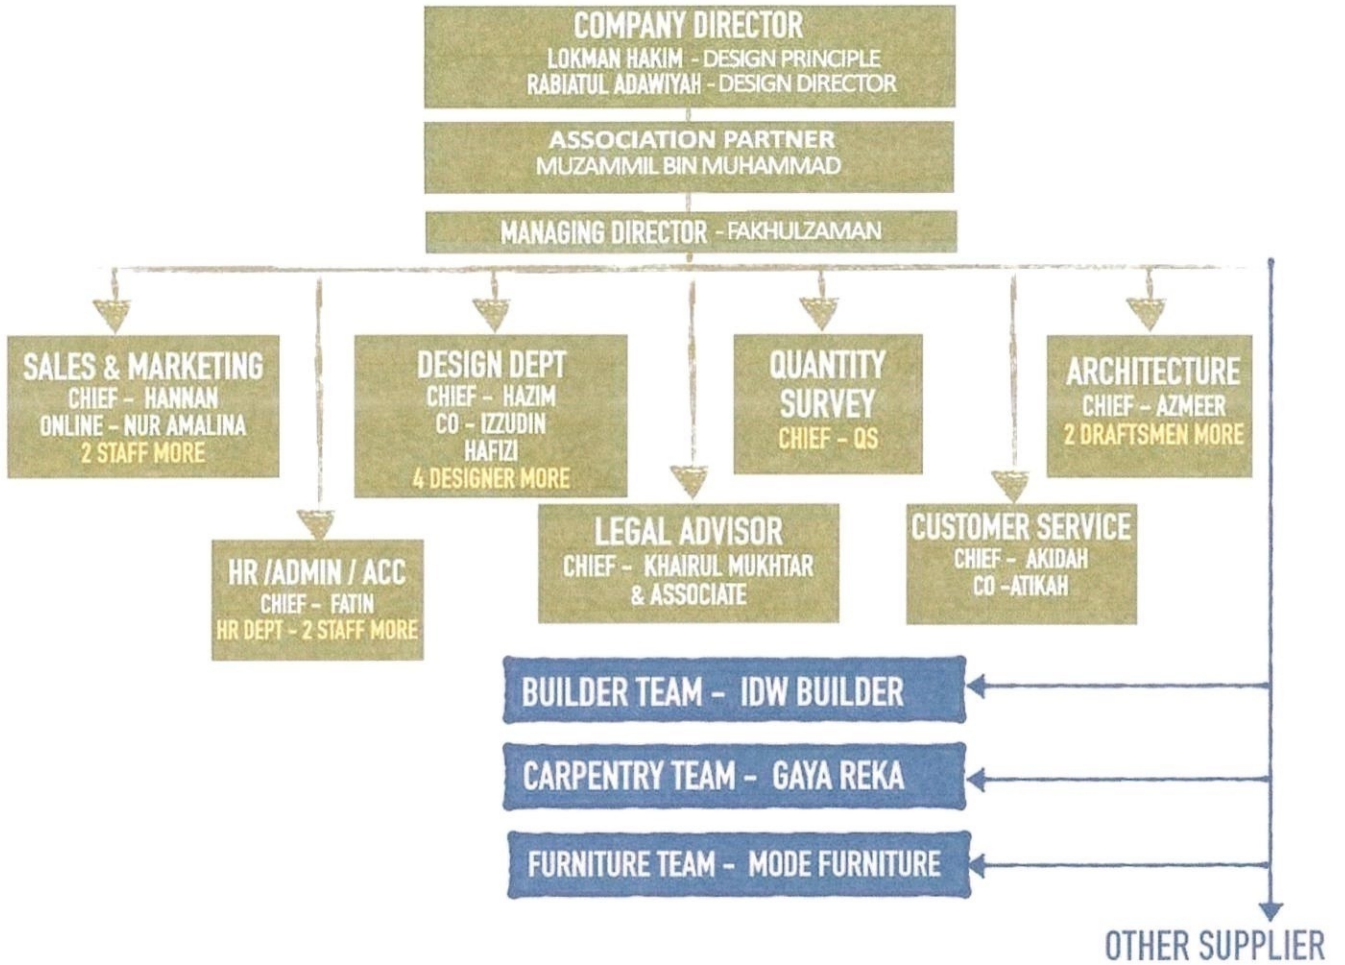 COMPANY DIRECTOR
LOKMAN HAKIM - DESIGN PRINCIPLE
RABIATUL ADAWIYAH - DESIGN DIRECTOR
ASSOCIATION PARTNER
MUZAMMIL BIN MUHAMMAD
MANAGING DIRECTOR - FAKHULZAMAN
SALES & MARKETING
CHIEF - HANNAN
ONLINE - NUR AMALINA
2 STAFF MORE
DESIGN DEPT
CHIEF - HAZIM
CO - IZZUDIN
HAFIZI
4 DESIGNER MORE
QUANTITY
SURVEY
CHIEF - QS
ARCHITECTURE
CHIEF - AZMEER
2 DRAFTSMEN MORE
HR /ADMIN / ACC
CHIEF - FATIN
HR DEPT - 2 STAFF MORE
LEGAL ADVISOR
CHIEF - KHAIRUL MUKHTAR
& ASSOCIATE
CUSTOMER SERVICE
CHIEF - AKIDAH
CO -ATIKAH
BUILDER TEAM - IDW BUILDER
CARPENTRY TEAM - GAYA REKA
FURNITURE TEAM - MODE FURNITURE
OTHER SUPPLIER